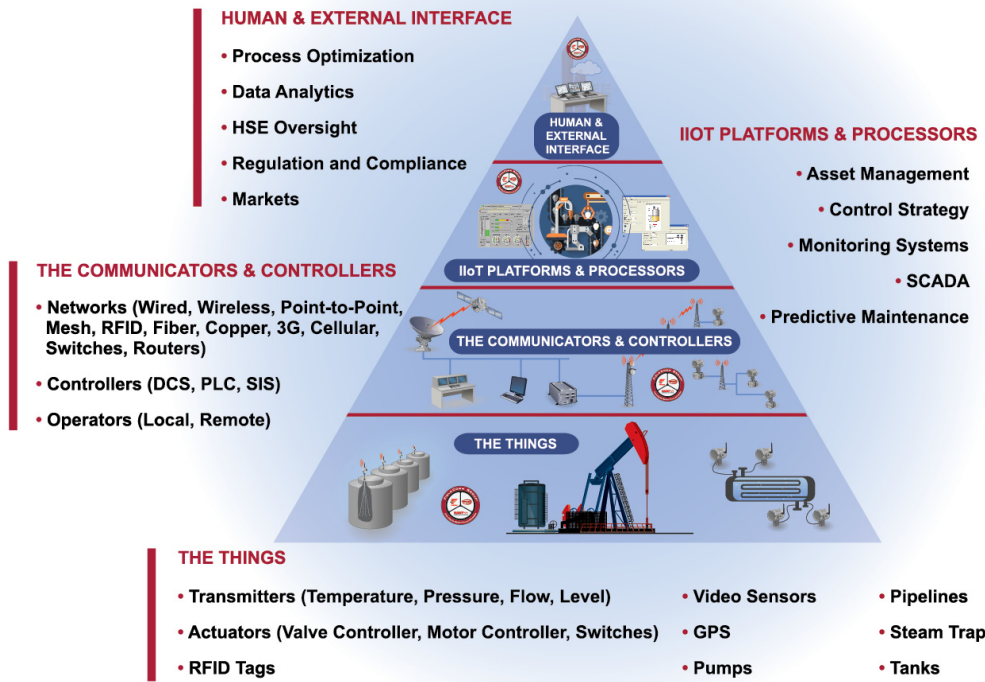 HUMAN & EXTERNAL INTERFACE
• Process Optimization
• Data Analytics
• HSE Oversight
• Regulation and Compliance
• Markets
HUMAN &
EXTERNAL
INTERFACE
IIOT PLATFORMS & PROCESSORS
• Asset Management
• Control Strategy
• Monitoring Systems
• SCADA
• Predictive Maintenance
IIoT PLATFORMS & PROCESSORS
THE COMMUNICATORS & CONTROLLERS
• Networks (Wired, Wireless, Point-to-Point,
Mesh, RFID, Fiber, Copper, 3G, Cellular,
Switches, Routers)
• Controllers (DCS, PLC, SIS)
• Operators (Local, Remote)
THE COMMUNICATORS & CONTROLLERS
THE THINGS
THE THINGS
• Transmitters (Temperature, Pressure, Flow, Level)
• Actuators (Valve Controller, Motor Controller, Switches)
• RFID Tags
• Video Sensors
• GPS
• Pumps
• Pipelines
• Steam Trap
• Tanks